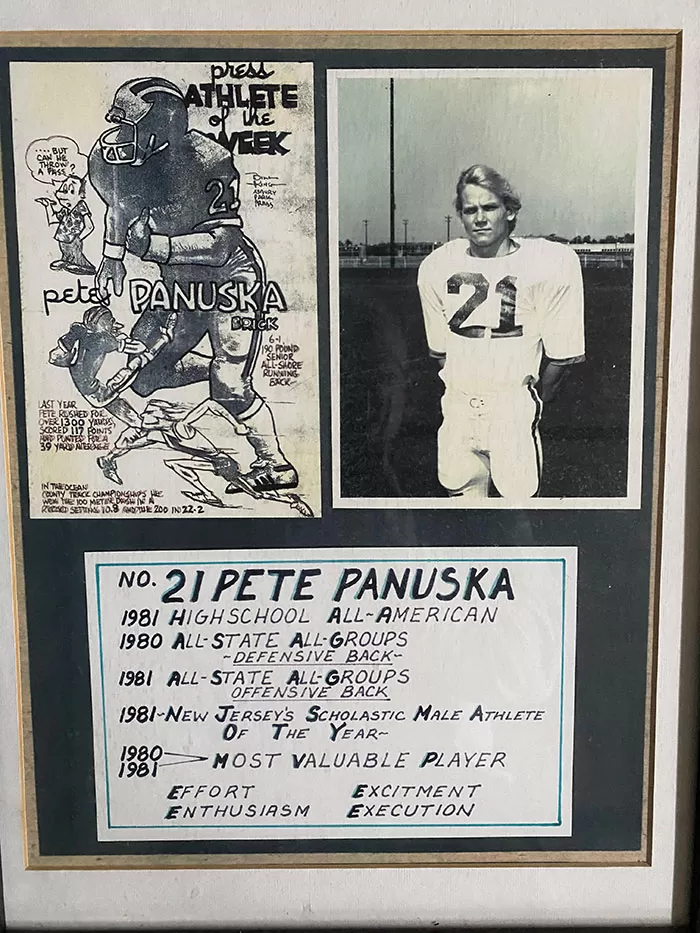 press
ATHLETE
of the
WEEK
....BUT
CAN HE
THROW
A PASS?
ASBURY
PARK
PRESS
21
pete PANUSKA
BRICK
6-1
190 POUND
SENIOR
ALL-SHORE
RUNNING
BACK~
LAST YEAR
PETE RUSHED FOR
OVER 1300 YARDS,
SCORED 117 POINTS
AND PUNTED FOR A
39 YARD AVERAGE
IN THE OCEAN
COUNTY TRACK CHAMPIONSHIPS HE
WON THE 100 METER DASH IN A
RECORD SETTING 10.8 AND THE 200 IN 22.2
21
NO. 21 PETE PANUSKA
1981 HIGHSCHOOL ALL~AMERICAN
1980 ALL-STATE ALL-GROUPS
~DEFENSIVE BACK~
1981 ALL-STATE ALL-GROUPS
OFFENSIVE BACK
1981-NEW JERSEY'S SCHOLASTIC MALE ATHLETE
OF THE YEAR~
1980
1981 MOST VALUABLE PLAYER
EFFORT EXCITMENT
ENTHUSIASM EXECUTION